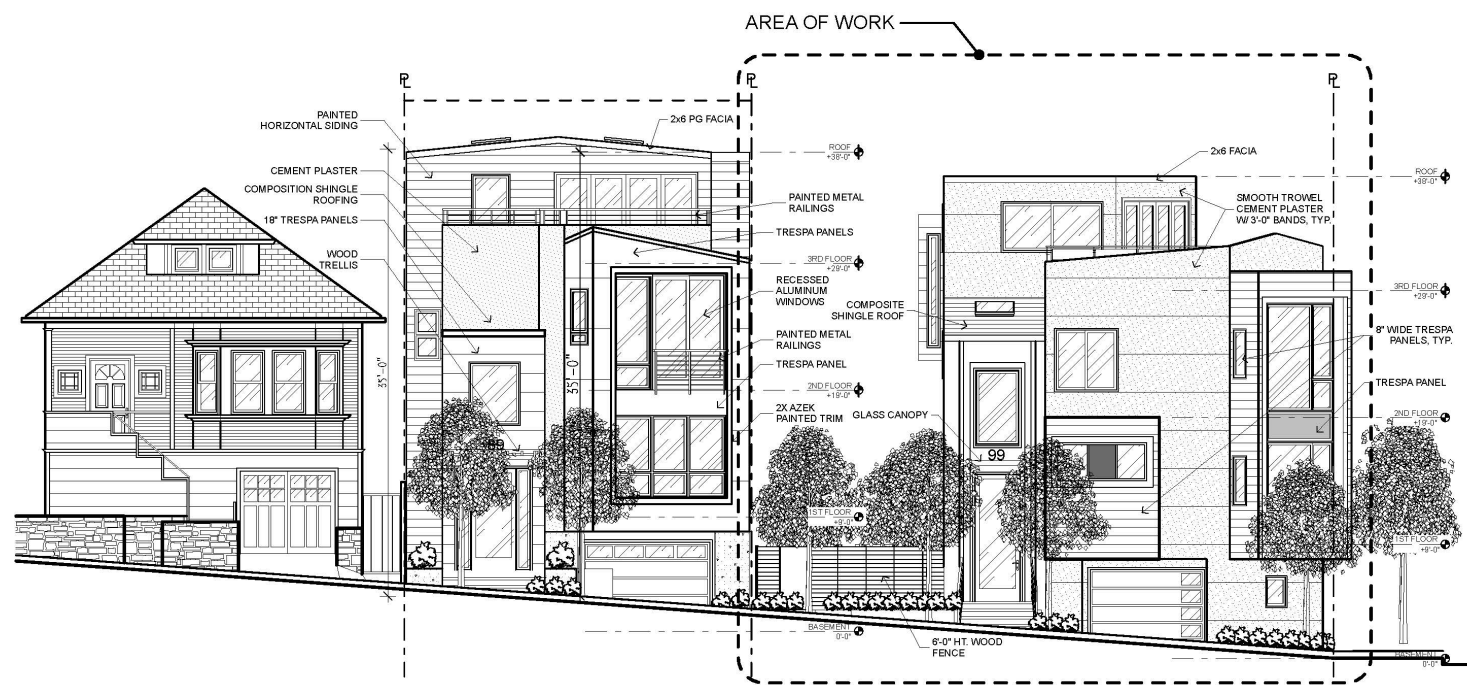 AREA OF WORK
PL
PL
PL
PAINTED
HORIZONTAL SIDING
CEMENT PLASTER
COMPOSITION SHINGLE
ROOFING
18" TRESPA PANELS
WOOD
TRELLIS
2x6 PG FACIA
ROOF
+38'-0"
PAINTED METAL
RAILINGS
TRESPA PANELS
3RD FLOOR
+29'-0"
RECESSED
ALUMINUM
WINDOWS
PAINTED METAL
RAILINGS
TRESPA PANEL
2ND FLOOR
+19'-0"
2X AZEK
PAINTED TRIM
1ST FLOOR
+9'-0"
BASEMENT
0'-0"
35'-0"
35'-0"
89
2x6 FACIA
ROOF
+38'-0"
SMOOTH TROWEL
CEMENT PLASTER
W/ 3'-0" BANDS, TYP.
3RD FLOOR
+29'-0"
COMPOSITE
SHINGLE ROOF
8" WIDE TRESPA
PANELS, TYP.
TRESPA PANEL
2ND FLOOR
+19'-0"
GLASS CANOPY
99
1ST FLOOR
+9'-0"
6'-0" HT. WOOD
FENCE
BASEMENT
0'-0"